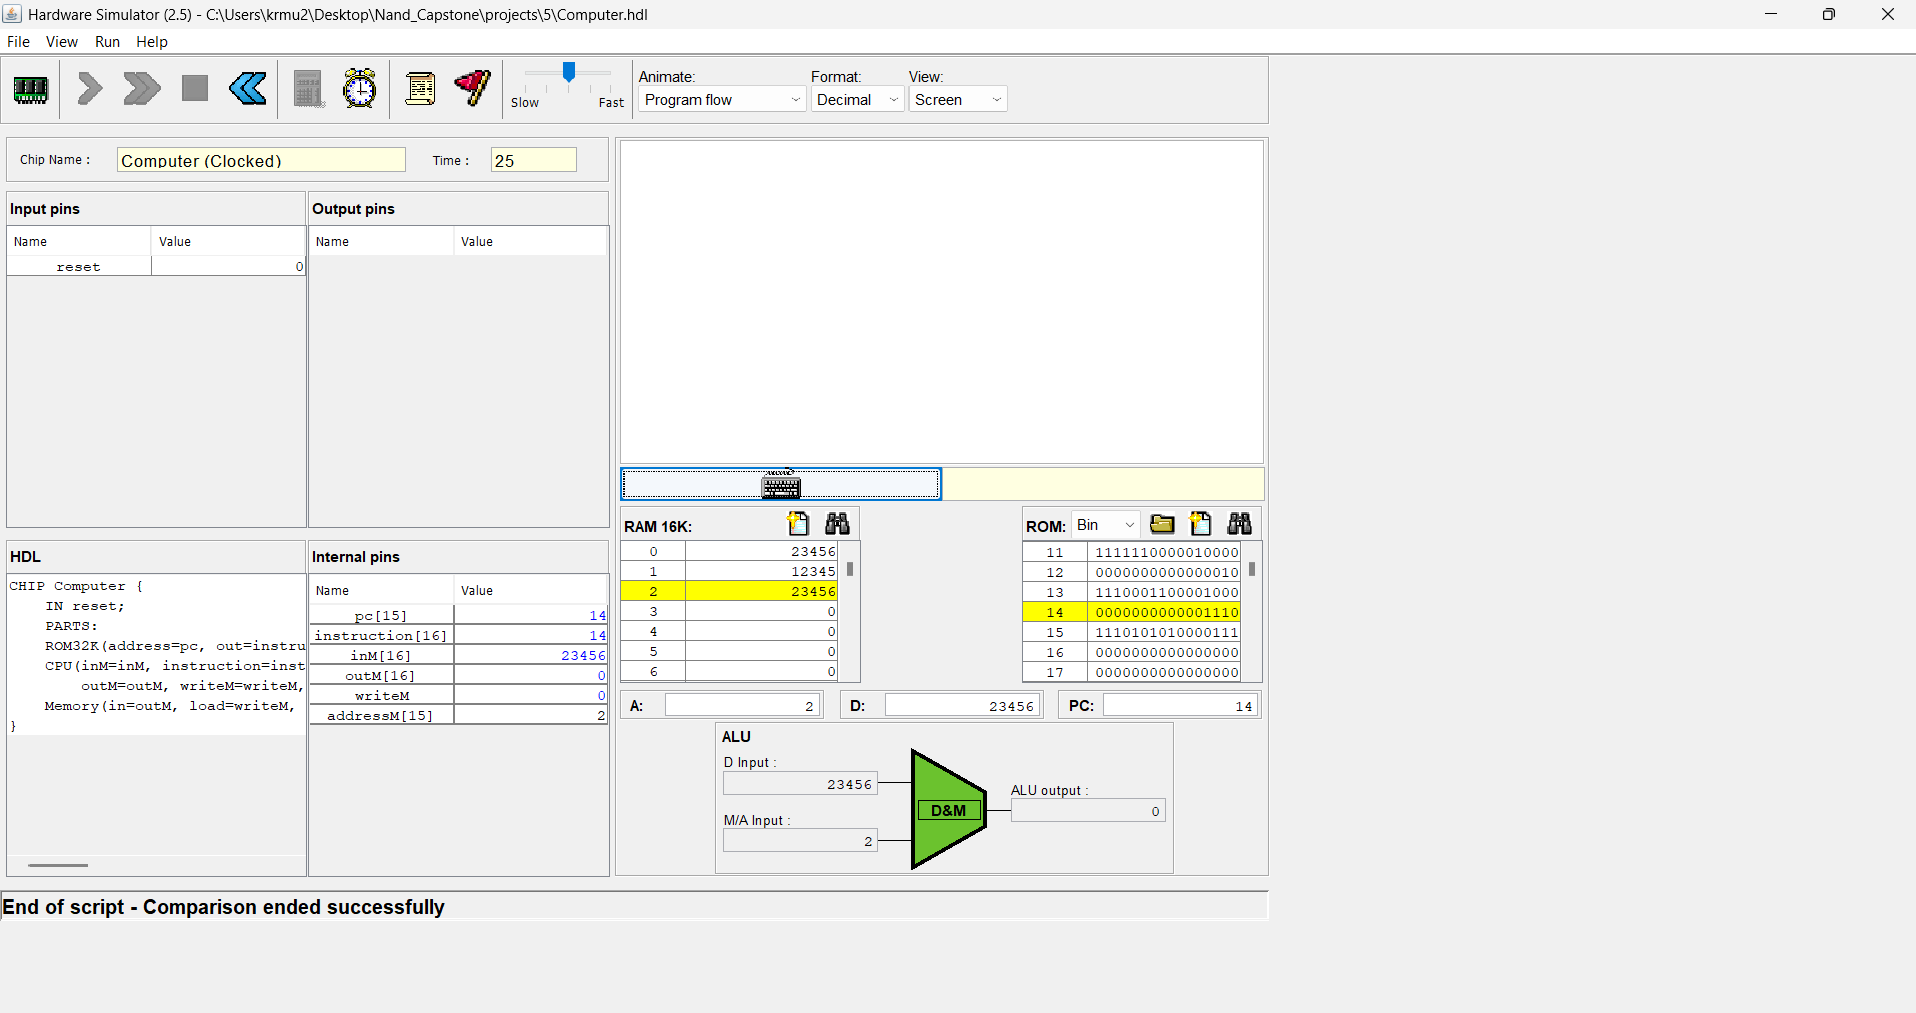 Hardware Simulator (2.5) - C:\Users\krmu2\Desktop\Nand_Capstone\projects\5\Computer.hdl
File View Run Help
Slow Fast
Animate: Format: View:
Program flow Decimal Screen
Chip Name : Computer (Clocked) Time : 25
Input pins
Name Value
reset 0
Output pins
Name Value
HDL
CHIP Computer {
IN reset;
PARTS:
ROM32K(address=pc, out=instru
CPU(inM=inM, instruction=inst
outM=outM, writeM=writeM,
Memory(in=outM, load=writeM,
}
Internal pins
Name Value
pc[15] 14
instruction[16] 14
inM[16] 23456
outM[16] 0
writeM 0
addressM[15] 2
RAM 16K:
0 23456
1 12345
2 23456
3 0
4 0
5 0
6 0
ROM: Bin
11 1111110000010000
12 0000000000000010
13 1110001100001000
14 0000000000001110
15 1110101010000111
16 0000000000000000
17 0000000000000000
A: 2 D: 23456 PC: 14
ALU
D Input :
23456
M/A Input :
2
D&M
ALU output :
0
End of script - Comparison ended successfully